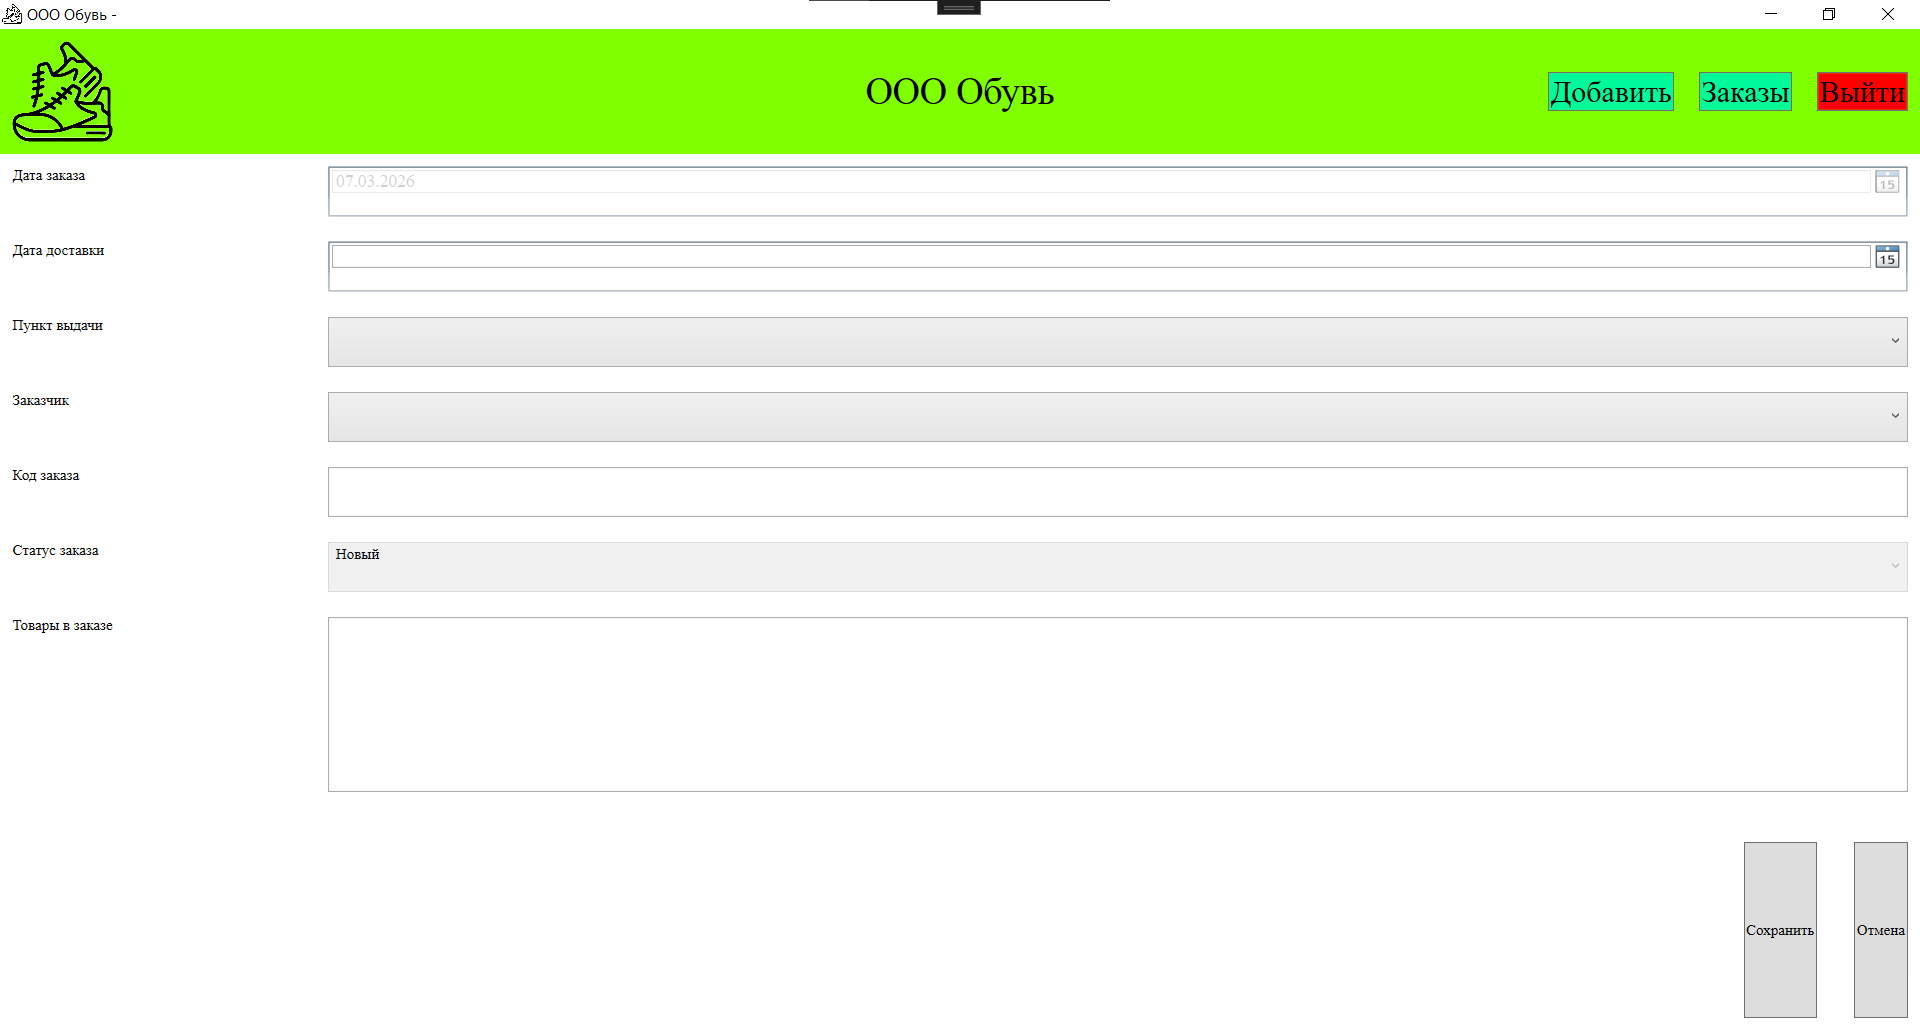 ООО Обувь -
ООО Обувь
Добавить
Заказы
Выйти
Дата заказа
07.03.2026
15
Дата доставки
15
Пункт выдачи
Заказчик
Код заказа
Статус заказа
Новый
Товары в заказе
Сохранить
Отмена